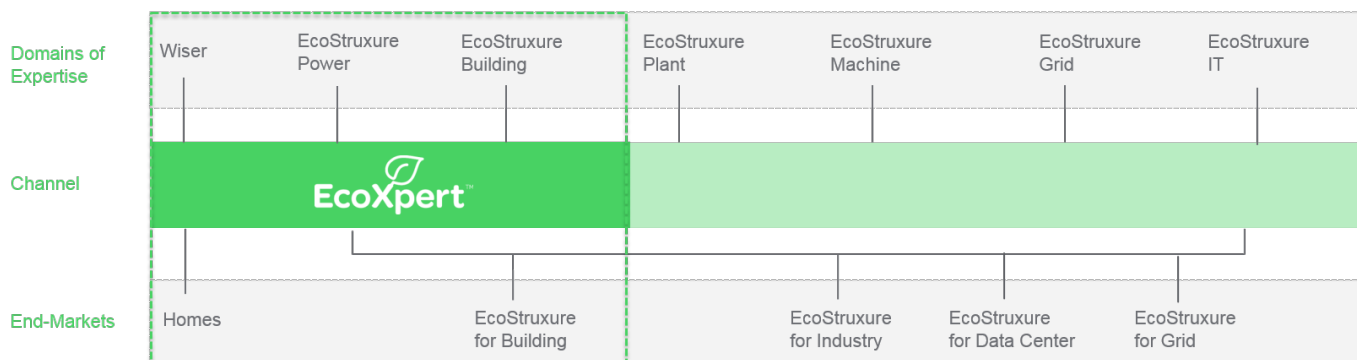 Domains of
Expertise
Wiser
EcoStruxure
Power
EcoStruxure
Building
EcoStruxure
Plant
EcoStruxure
Machine
EcoStruxure
Grid
EcoStruxure
IT
Channel
EcoXpert™
End-Markets
Homes
EcoStruxure
for Building
EcoStruxure
for Industry
EcoStruxure
for Data Center
EcoStruxure
for Grid